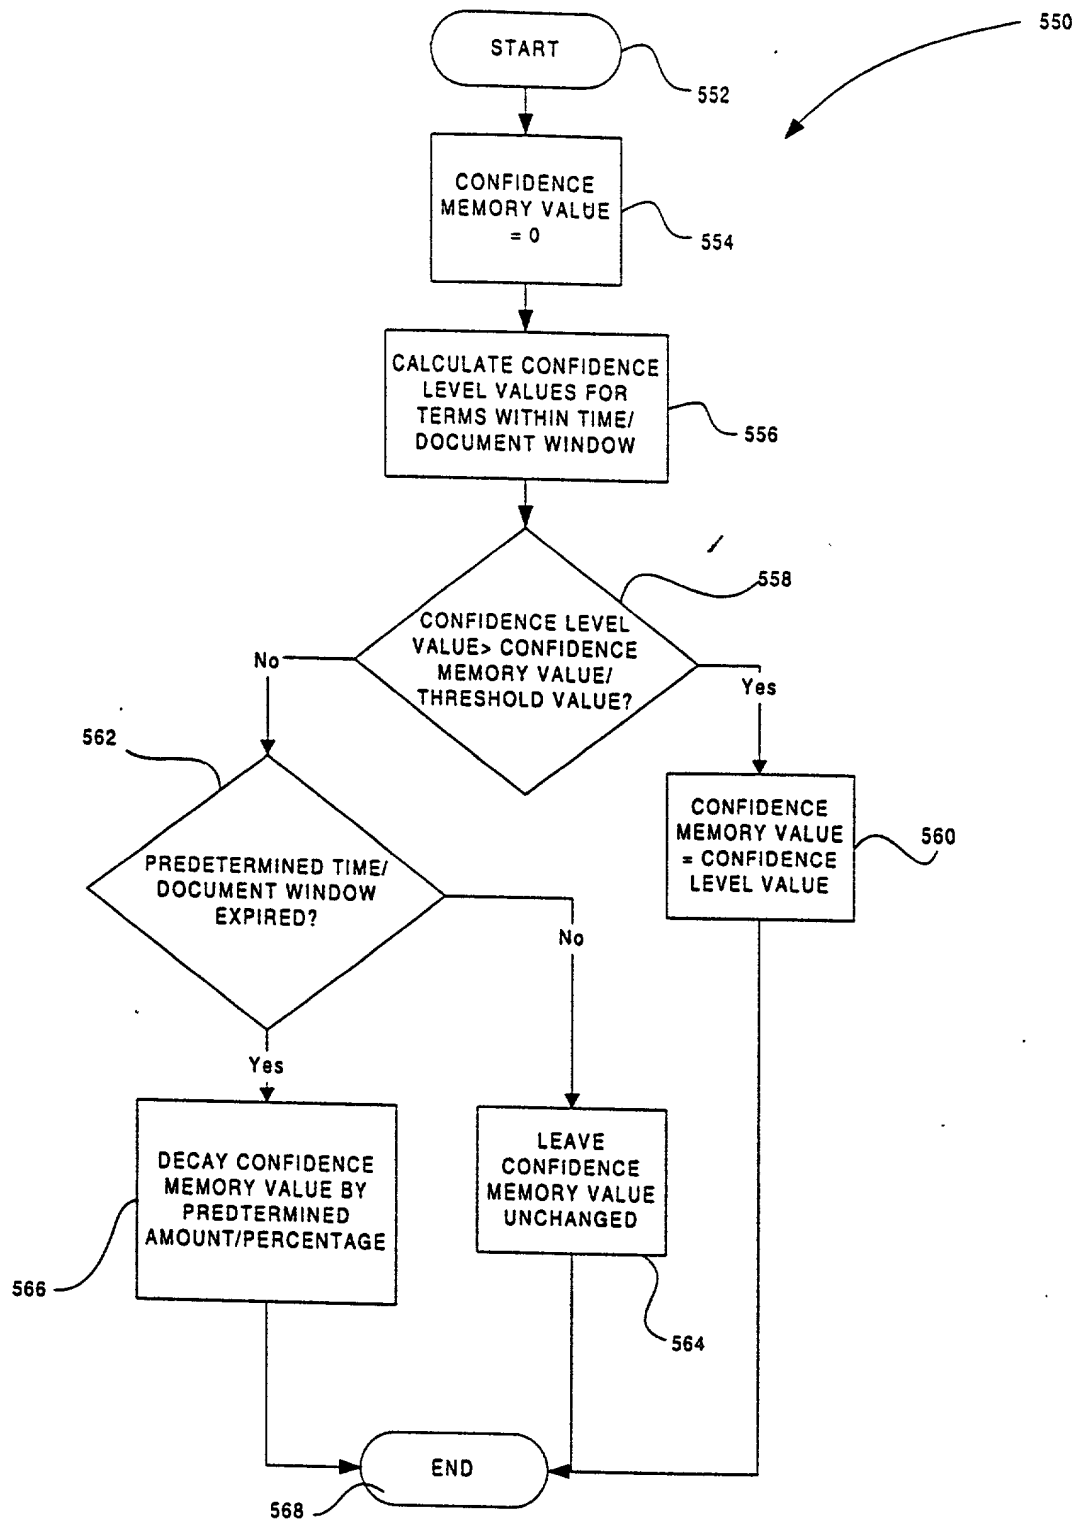 550
START
552
CONFIDENCE
MEMORY VALUE
= 0
554
CALCULATE CONFIDENCE
LEVEL VALUES FOR
TERMS WITHIN TIME/
DOCUMENT WINDOW
556
558
CONFIDENCE LEVEL
VALUE> CONFIDENCE
MEMORY VALUE/
THRESHOLD VALUE?
No
Yes
562
PREDETERMINED TIME/
DOCUMENT WINDOW
EXPIRED?
CONFIDENCE
MEMORY VALUE
= CONFIDENCE
LEVEL VALUE
560
No
Yes
DECAY CONFIDENCE
MEMORY VALUE BY
PREDTERMINED
AMOUNT/PERCENTAGE
566
LEAVE
CONFIDENCE
MEMORY VALUE
UNCHANGED
564
END
568